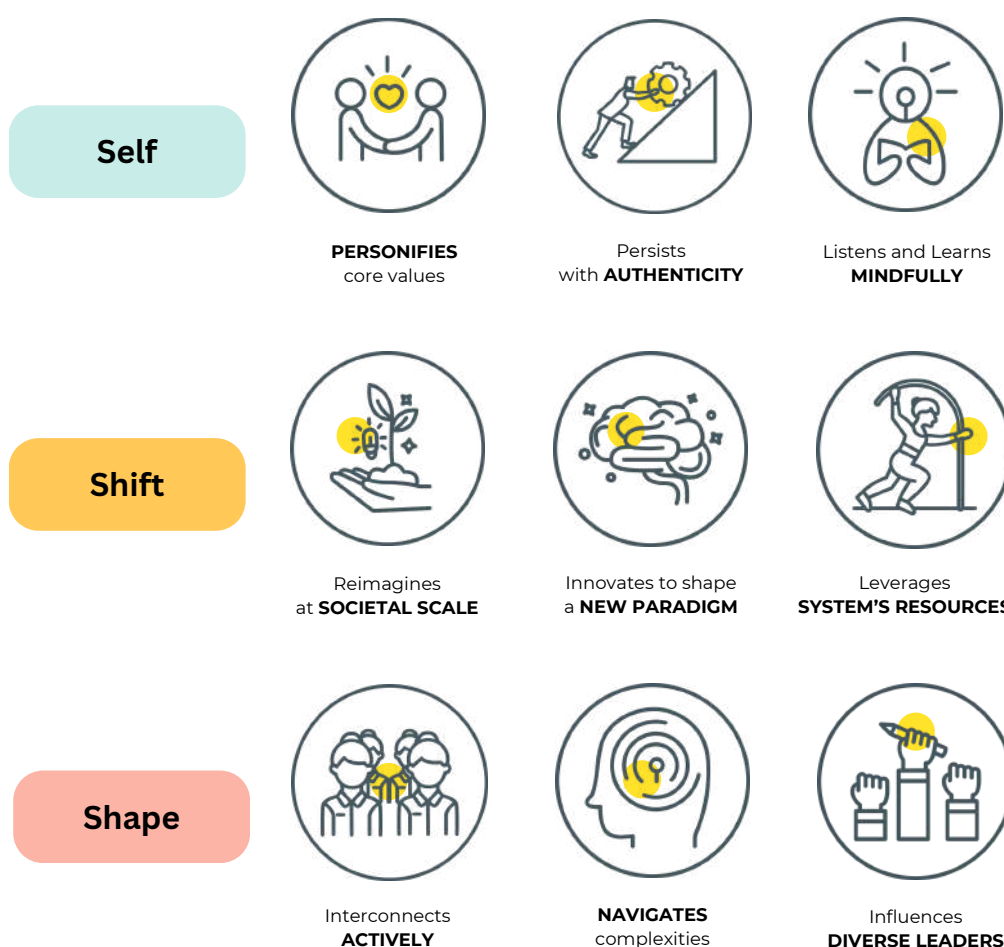 Self
PERSONIFIES
core values
Persists
with AUTHENTICITY
Listens and Learns
MINDFULLY
Shift
Reimagines
at SOCIETAL SCALE
Innovates to shape
a NEW PARADIGM
Leverages
SYSTEM’S RESOURCES
Shape
Interconnects
ACTIVELY
NAVIGATES
complexities
Influences
DIVERSE LEADERS